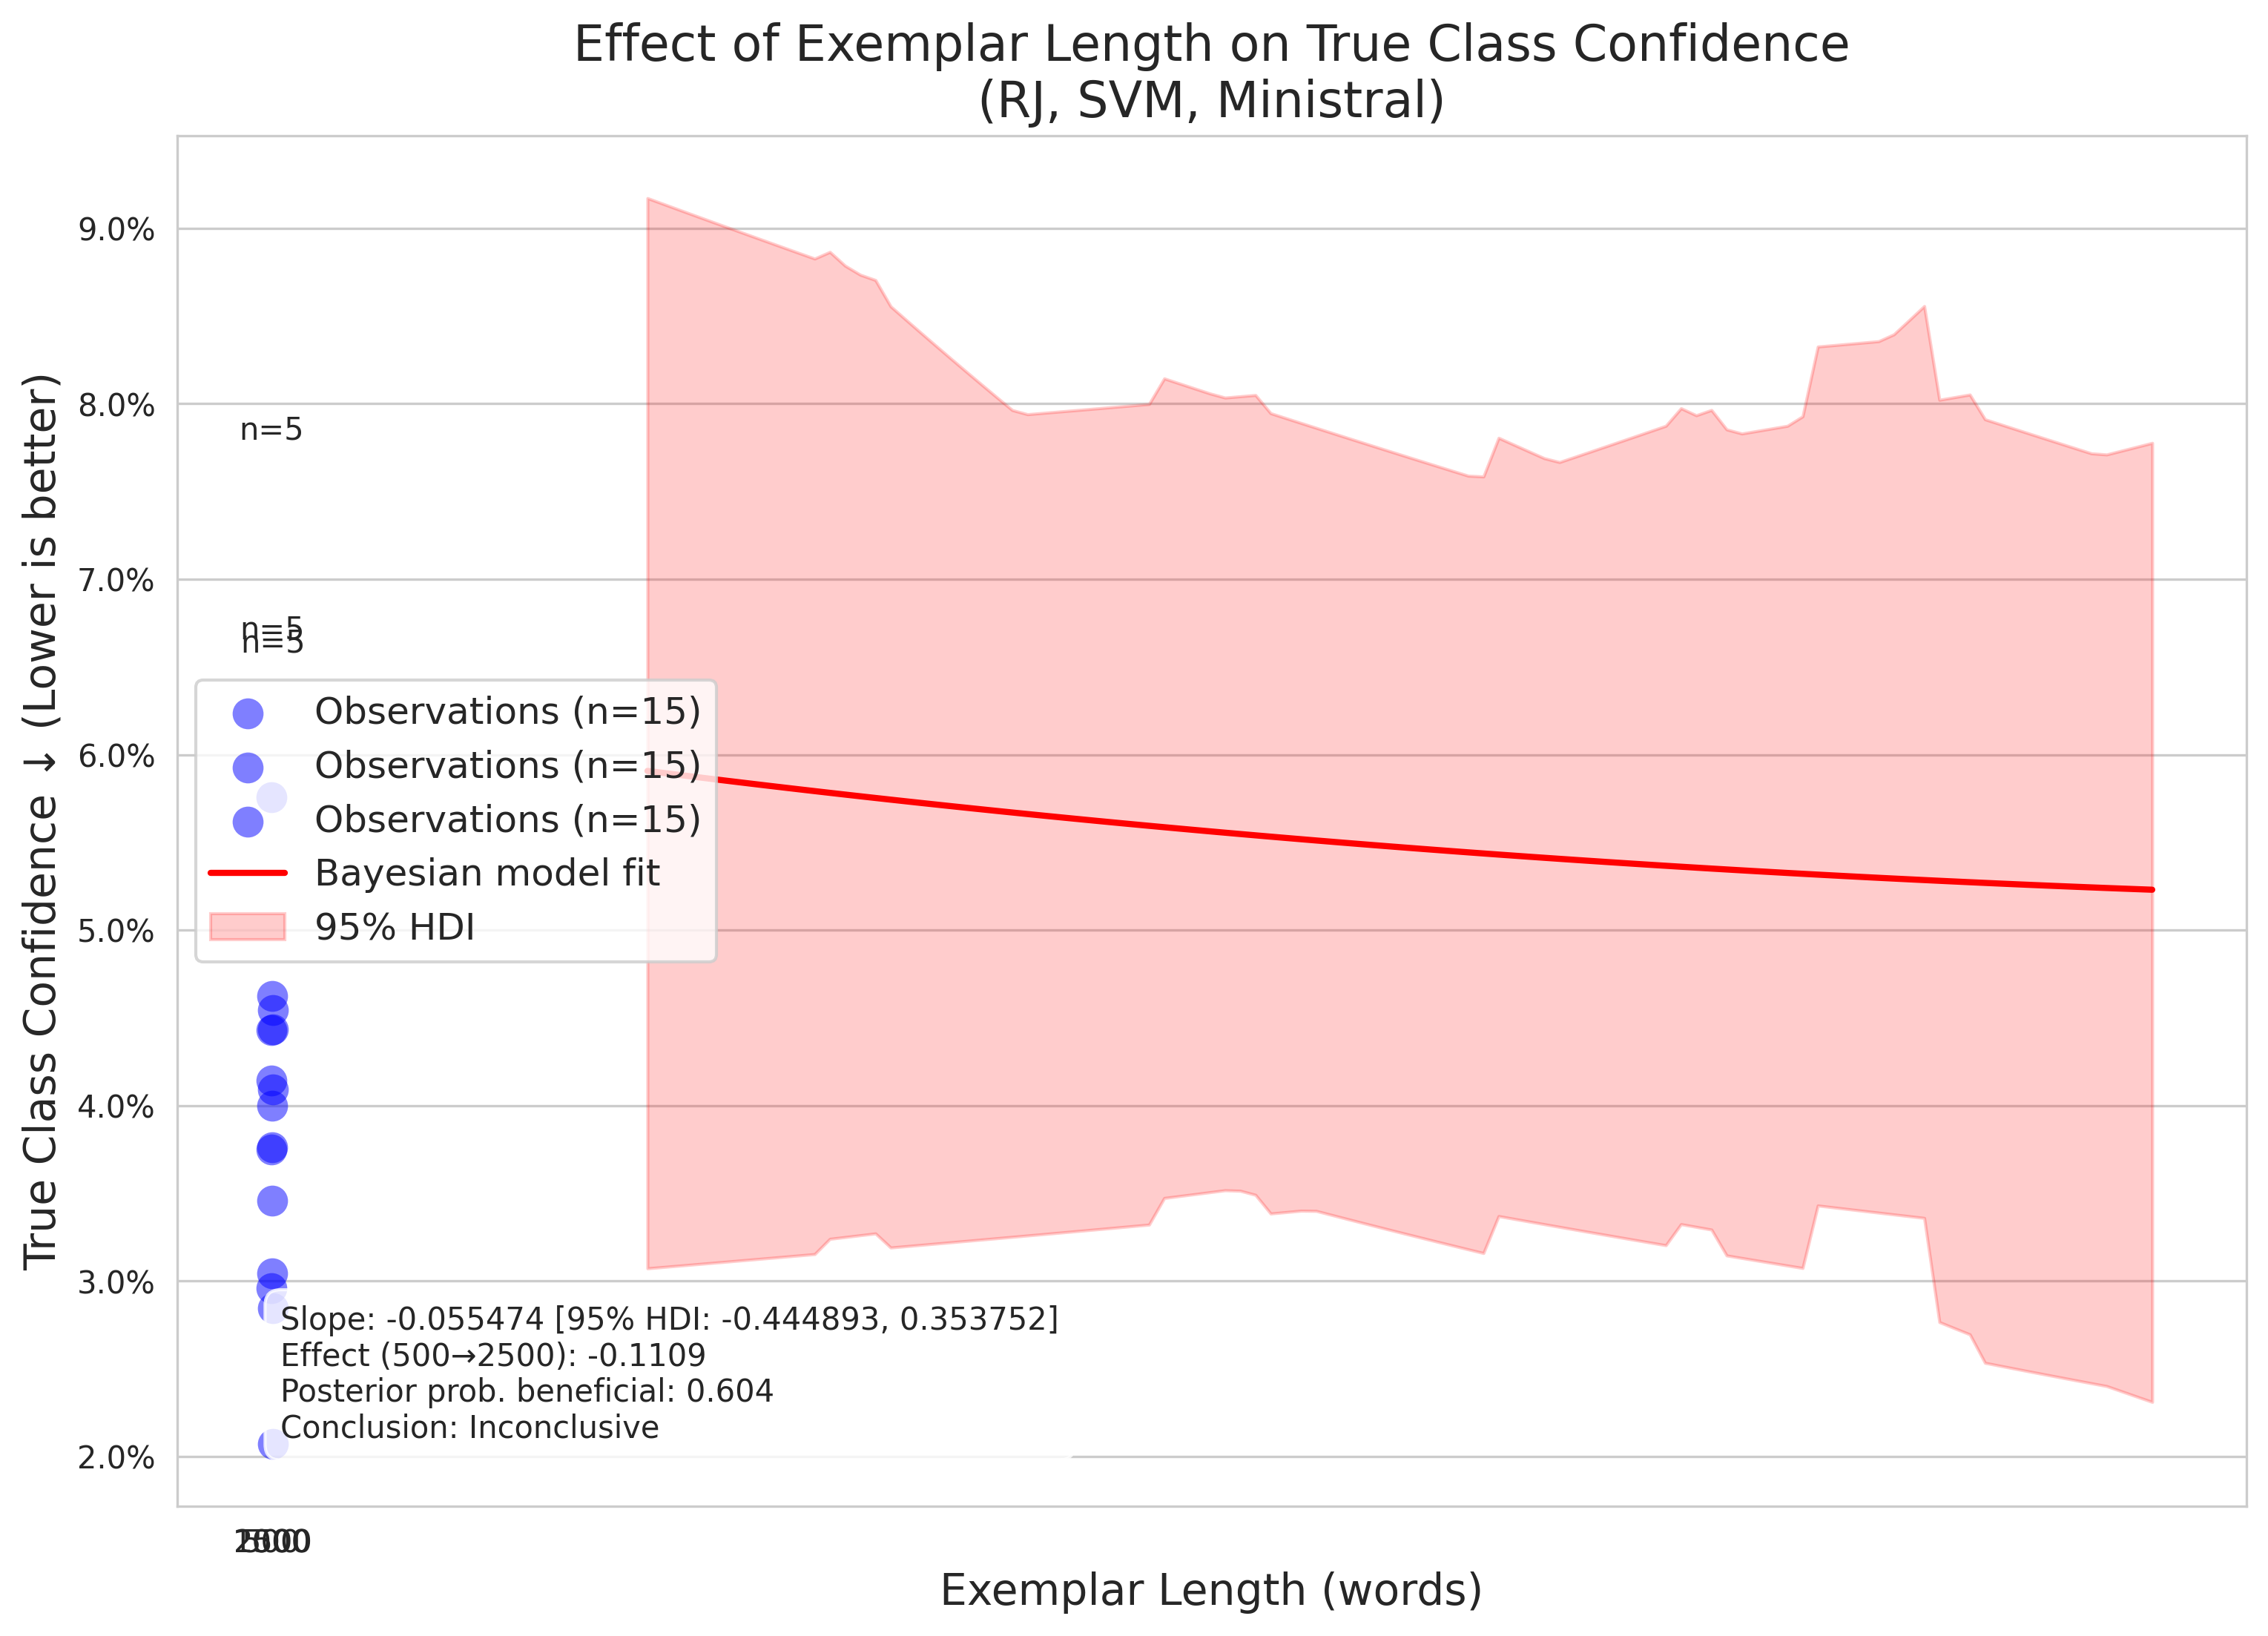 Effect of Exemplar Length on True Class Confidence
(RJ, SVM, Ministral)
True Class Confidence ↓ (Lower is better)
9.0%
8.0%
7.0%
6.0%
5.0%
4.0%
3.0%
2.0%
n=5
n=5
n=5
Observations (n=15)
Observations (n=15)
Observations (n=15)
Bayesian model fit
95% HDI
Slope: -0.055474 [95% HDI: -0.444893, 0.353752]
Effect (500→2500): -0.1109
Posterior prob. beneficial: 0.604
Conclusion: Inconclusive
Exemplar Length (words)